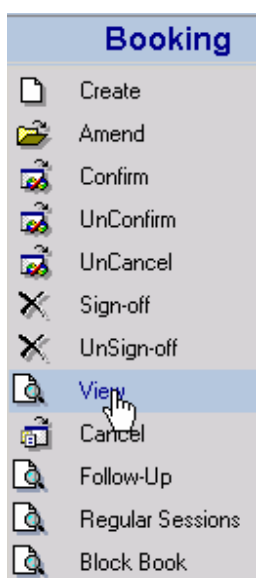 Booking
Create
Amend
Confirm
UnConfirm
UnCancel
Sign-off
UnSign-off
View
Cancel
Follow-Up
Regular Sessions
Block Book